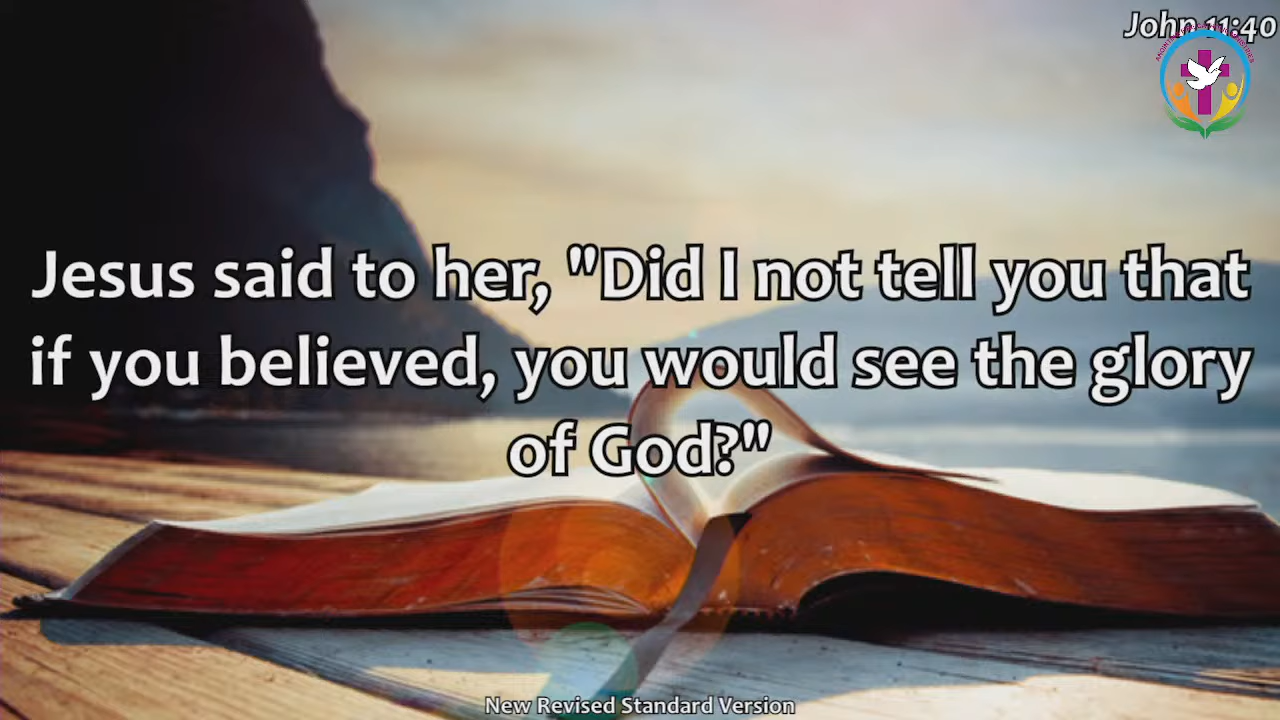 John 11:40
Jesus said to her, "Did I not tell you that
if you believed, you would see the glory
of God?"
New Revised Standard Version